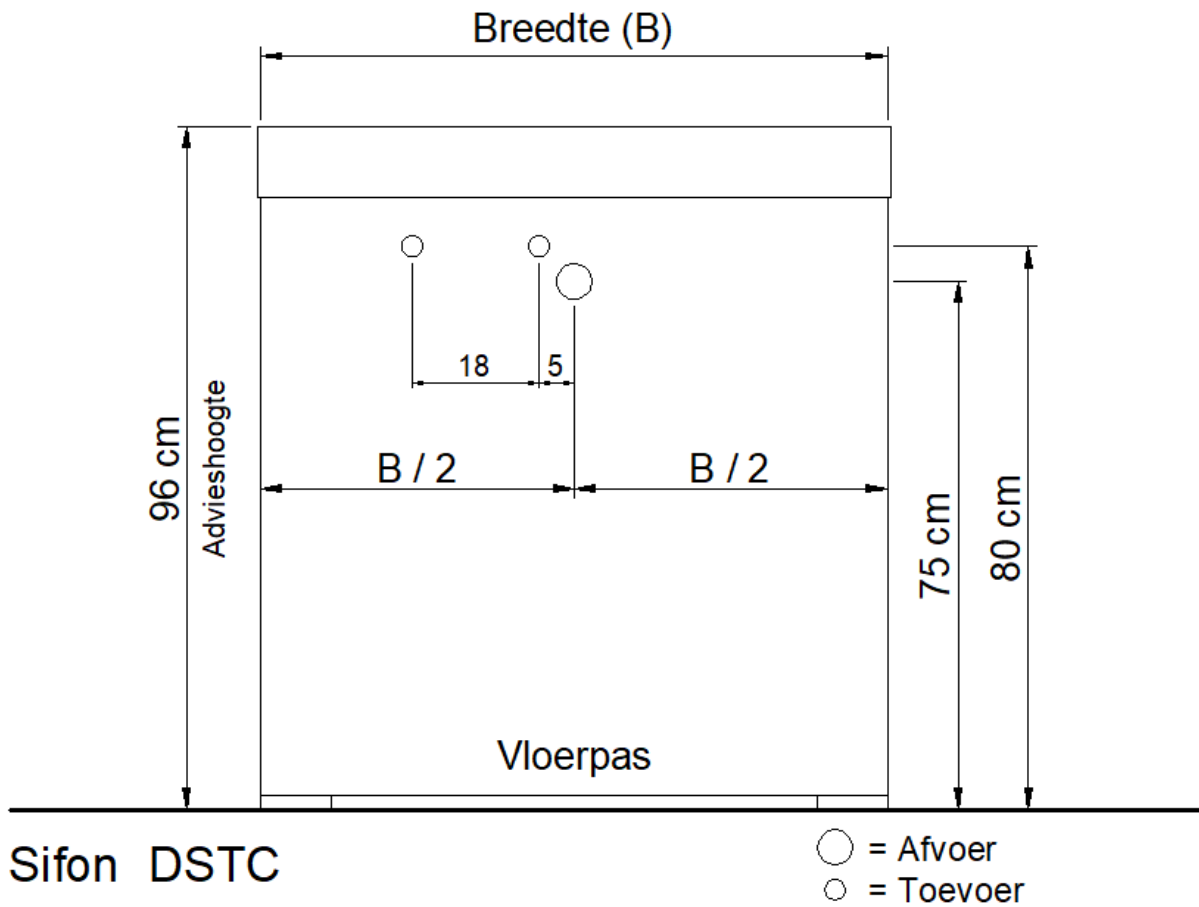 Breedte (B)
18
5
B / 2
B / 2
96 cm
Advieshoogte
75 cm
80 cm
Vloerpas
Sifon DSTC
= Afvoer
= Toevoer